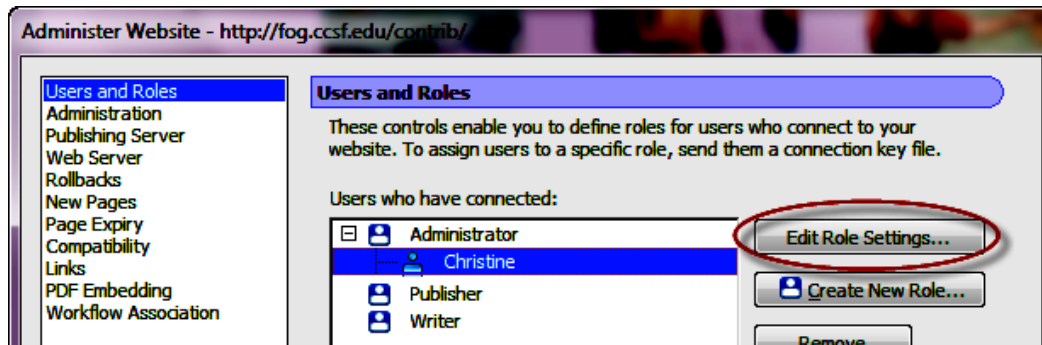 Administer Website - http://fog.ccsf.edu/contrib/
Users and Roles
Administration
Publishing Server
Web Server
Rollbacks
New Pages
Page Expiry
Compatibility
Links
PDF Embedding
Workflow Association
Users and Roles
These controls enable you to define roles for users who connect to your
website. To assign users to a specific role, send them a connection key file.
Users who have connected:
Administrator
Christine
Publisher
Writer
Edit Role Settings...
Create New Role...
Remove